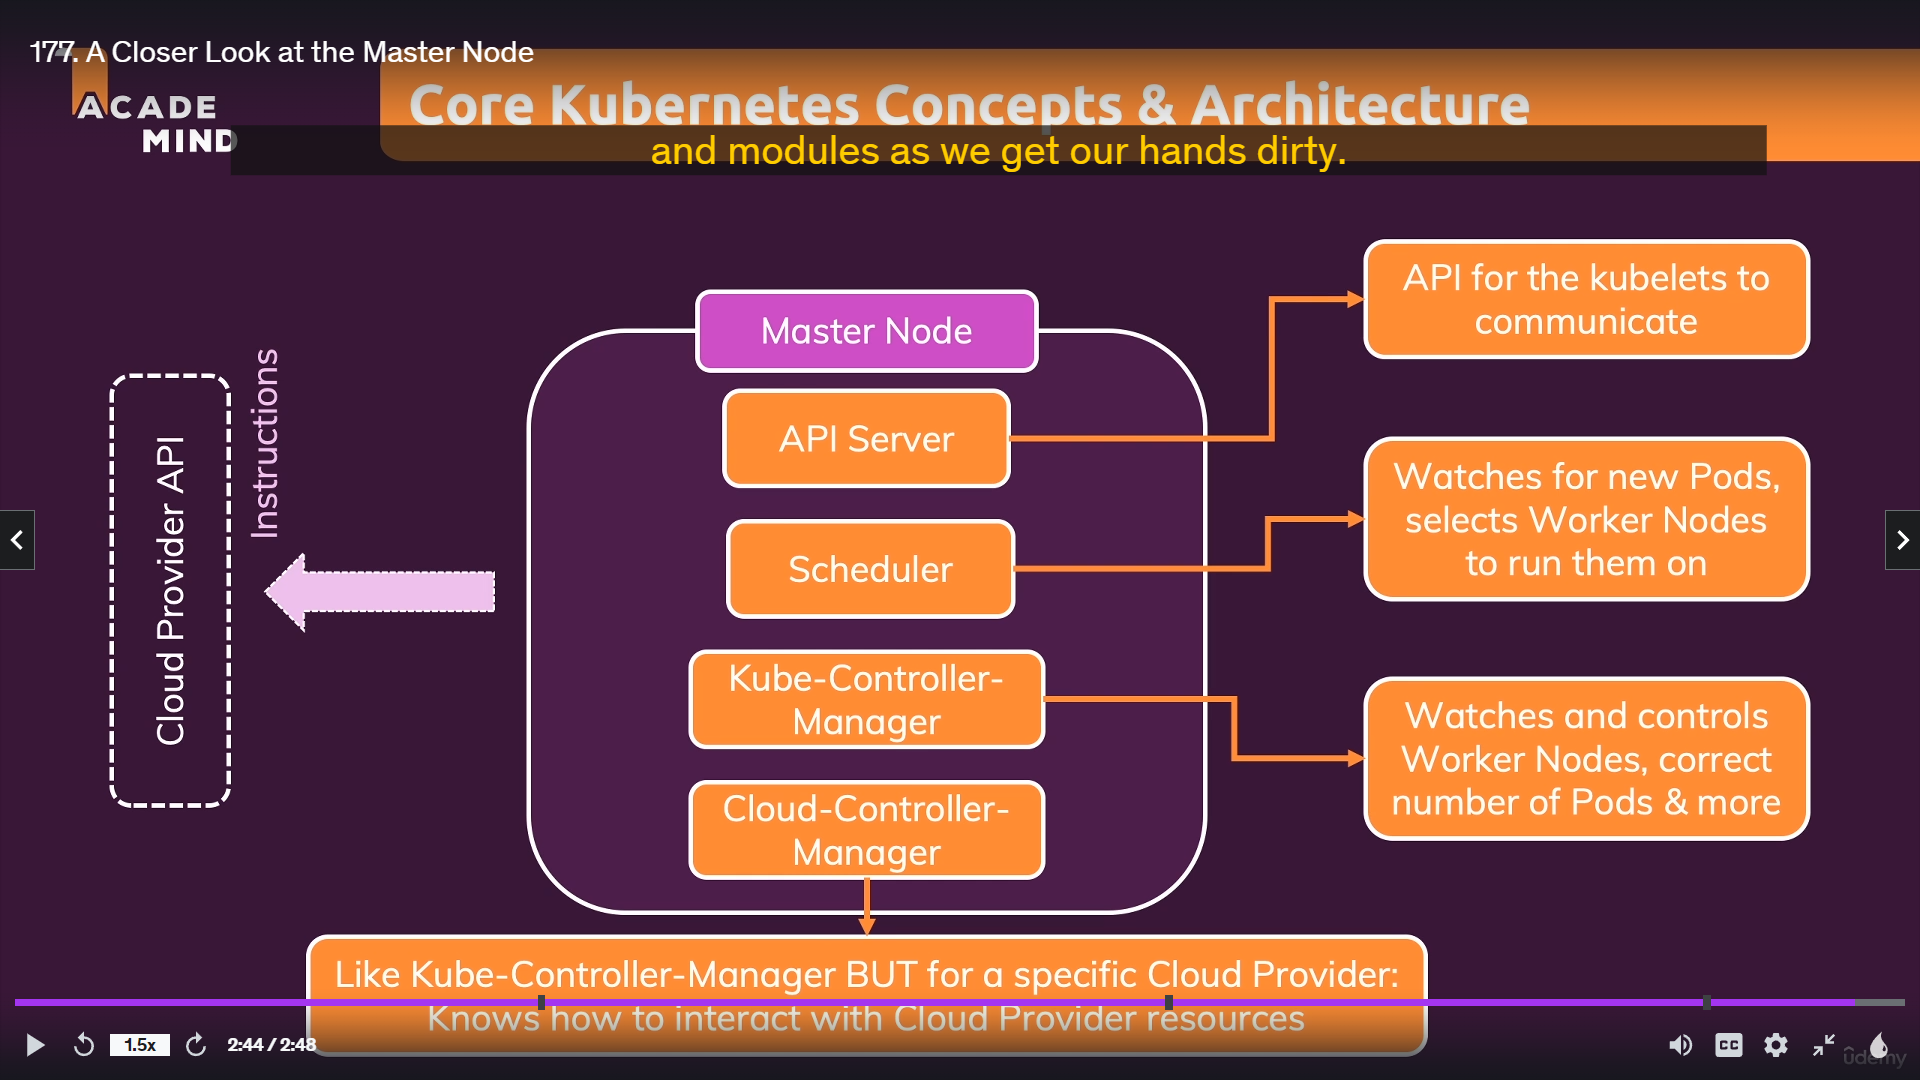 177. A Closer Look at the Master Node
ACADE
MIND
Core Kubernetes Concepts & Architecture
and modules as we get our hands dirty.
Cloud Provider API
Instructions
Master Node
API Server
Scheduler
Kube-Controller-
Manager
Cloud-Controller-
Manager
API for the kubelets to
communicate
Watches for new Pods,
selects Worker Nodes
to run them on
Watches and controls
Worker Nodes, correct
number of Pods & more
Like Kube-Controller-Manager BUT for a specific Cloud Provider:
Knows how to interact with Cloud Provider resources
1.5x
2:44 / 2:48
CC
udemy